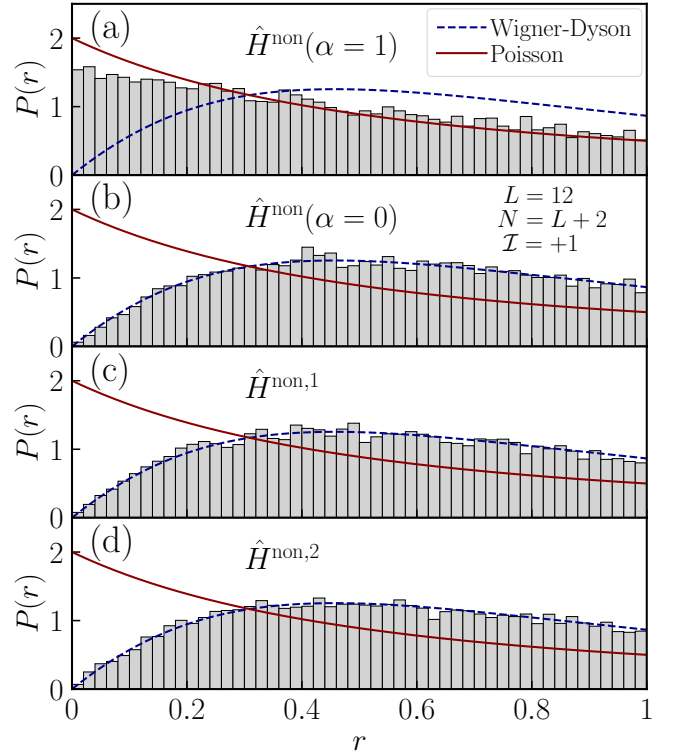 (a)
Ĥ^non(α = 1)
Wigner-Dyson
Poisson
P(r)
2
1
0
(b)
Ĥ^non(α = 0)
L = 12
N = L + 2
ℐ = +1
P(r)
2
1
0
(c)
Ĥ^non,1
P(r)
2
1
0
(d)
Ĥ^non,2
P(r)
2
1
0
0 0.2 0.4 0.6 0.8 1
r